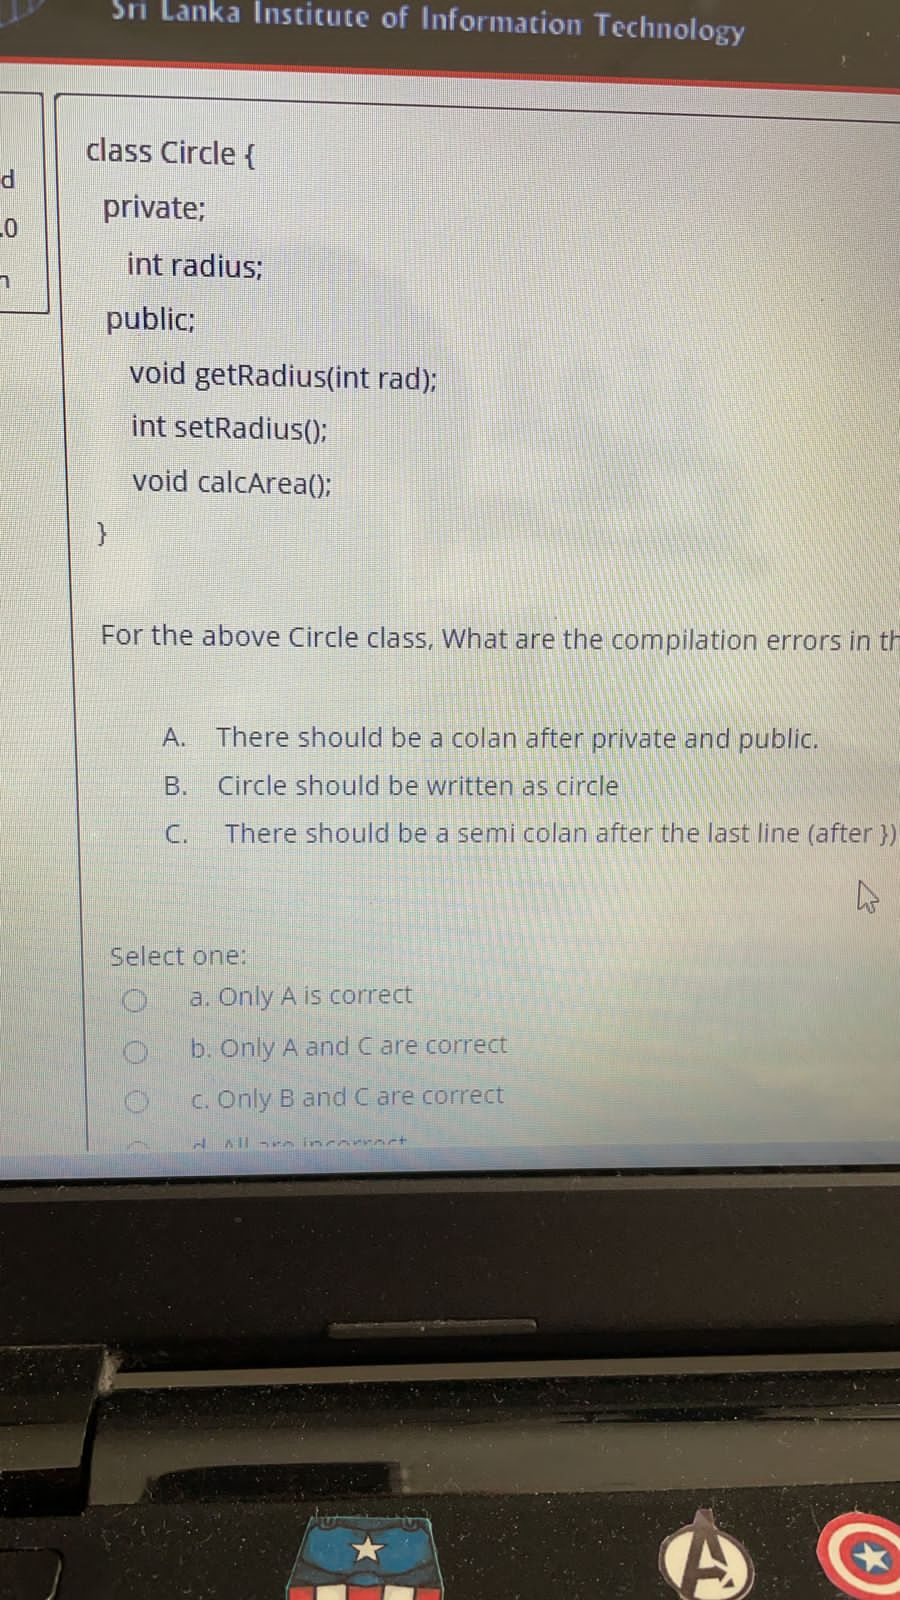 Sri Lanka Institute of Information Technology
d
.0
class Circle {
private;
int radius;
public;
void getRadius(int rad);
int setRadius();
void calcArea();
}
For the above Circle class, What are the compilation errors in th
A. There should be a colan after private and public.
B. Circle should be written as circle
C. There should be a semi colan after the last line (after })
Select one:
a. Only A is correct
b. Only A and C are correct
c. Only B and C are correct
d. All are incorrect